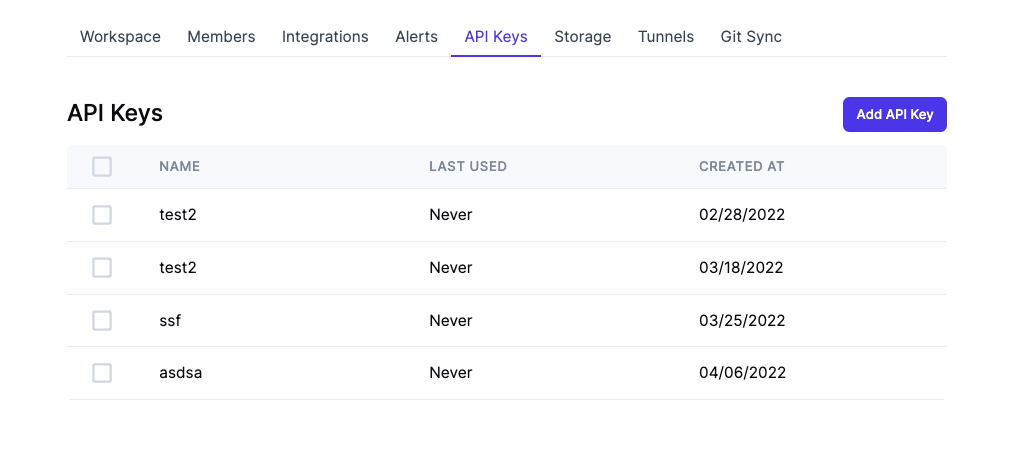 Workspace Members Integrations Alerts API Keys Storage Tunnels Git Sync
API Keys Add API Key
NAME LAST USED CREATED AT
test2 Never 02/28/2022
test2 Never 03/18/2022
ssf Never 03/25/2022
asdsa Never 04/06/2022